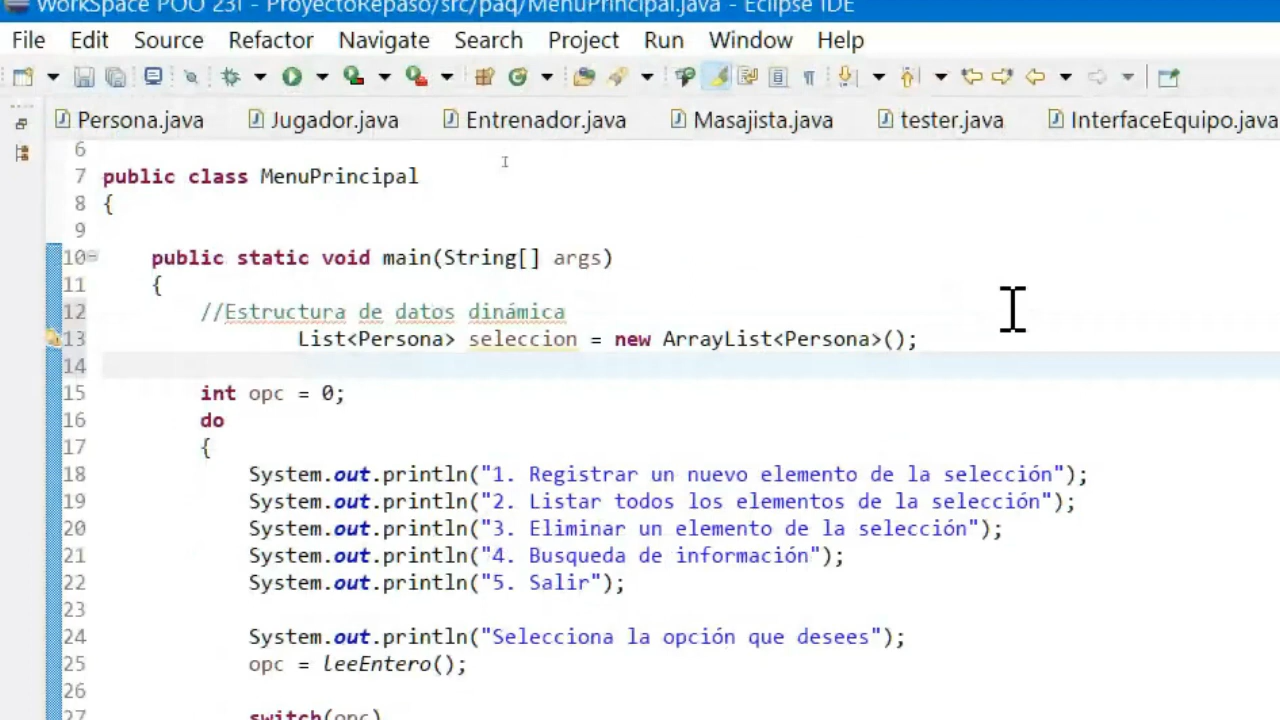 WorkSpace POO 23I - ProyectoRepaso/src/paq/MenuPrincipal.java - Eclipse IDE
File Edit Source Refactor Navigate Search Project Run Window Help
Persona.java Jugador.java Entrenador.java Masajista.java tester.java InterfaceEquipo.java
6
7 public class MenuPrincipal
8 {
9
10 public static void main(String[] args)
11 {
12 //Estructura de datos dinámica
13 List<Persona> seleccion = new ArrayList<Persona>();
14
15 int opc = 0;
16 do
17 {
18 System.out.println("1. Registrar un nuevo elemento de la selección");
19 System.out.println("2. Listar todos los elementos de la selección");
20 System.out.println("3. Eliminar un elemento de la selección");
21 System.out.println("4. Busqueda de información");
22 System.out.println("5. Salir");
23
24 System.out.println("Selecciona la opción que desees");
25 opc = leeEntero();
26
27 switch(opc)